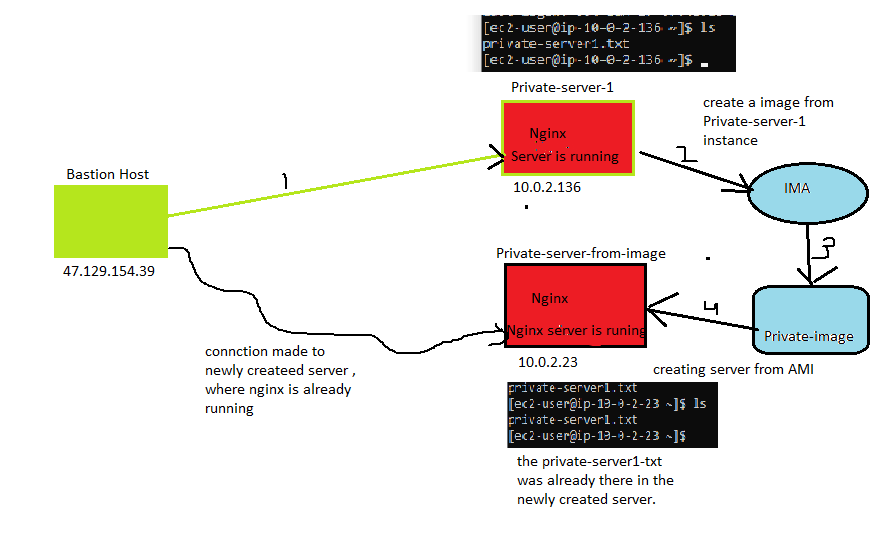 [ec2-user@ip-10-0-2-136 ~]$ ls
private-server1.txt
[ec2-user@ip-10-0-2-136 ~]$
Private-server-1
Nginx
Server is running
10.0.2.136
create a image from
Private-server-1
instance
1
2
IMA
3
Bastion Host
47.129.154.39
Private-server-from-image
Nginx
Nginx server is runing
10.0.2.23
4
Private-image
creating server from AMI
connction made to
newly createed server ,
where nginx is already
running
private-server1.txt
[ec2-user@ip-10-0-2-23 ~]$ ls
private-server1.txt
[ec2-user@ip-10-0-2-23 ~]$
the private-server1-txt
was already there in the
newly created server.